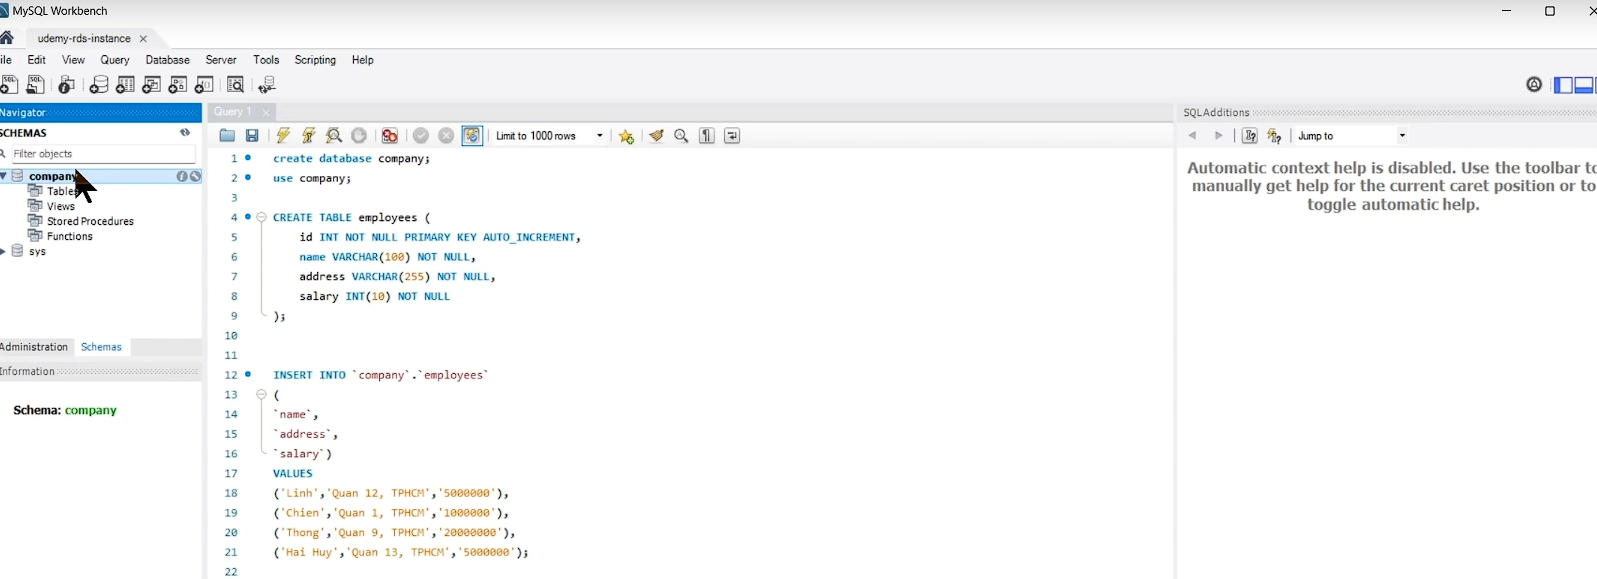 MySQL Workbench
udemy-rds-instance
ile Edit View Query Database Server Tools Scripting Help
Navigator
SCHEMAS
Filter objects
company
Tables
Views
Stored Procedures
Functions
sys
Administration Schemas
Information
Schema: company
Query 1
Limit to 1000 rows
1 create database company;
2 use company;
3
4 CREATE TABLE employees (
5 id INT NOT NULL PRIMARY KEY AUTO_INCREMENT,
6 name VARCHAR(100) NOT NULL,
7 address VARCHAR(255) NOT NULL,
8 salary INT(10) NOT NULL
9 );
10
11
12 INSERT INTO `company`.`employees`
13 (
14 `name`,
15 `address`,
16 `salary`)
17 VALUES
18 ('Linh','Quan 12, TPHCM','5000000'),
19 ('Chien','Quan 1, TPHCM','1000000'),
20 ('Thong','Quan 9, TPHCM','20000000'),
21 ('Hai Huy','Quan 13, TPHCM','5000000');
22
SQLAdditions
Jump to
Automatic context help is disabled. Use the toolbar to
manually get help for the current caret position or to
toggle automatic help.